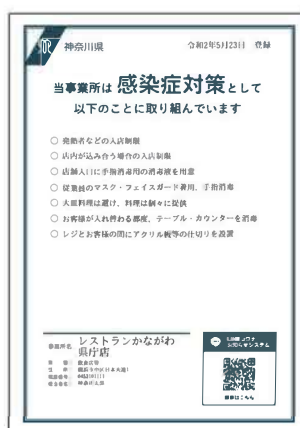 神奈川県
令和2年5月23日 登録
当事業所は 感染症対策 として
以下のことに取り組んでいます
○ 発熱者などの入店制限
○ 店内が込み合う場合の入店制限
○ 店舗入口に手指消毒用の消毒液を用意
○ 従業員のマスク・フェイスガード着用、手指消毒
○ 大皿料理は避け、料理は個々に提供
○ お客様が入れ替わる都度、テーブル・カウンターを消毒
○ レジとお客様の間にアクリル板等の仕切りを設置
事業所名 レストランかながわ
県庁店